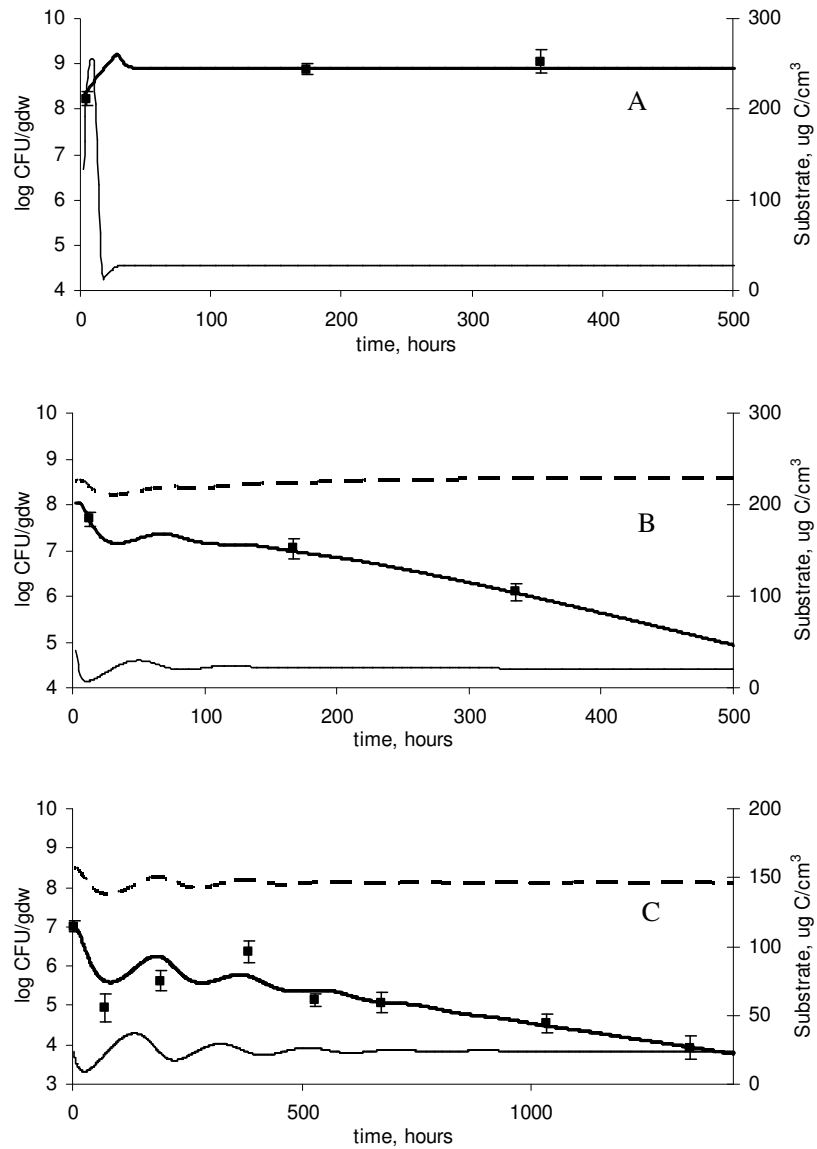 10
9
8
7
6
5
4
log CFU/gdw
300
200
100
0
Substrate, ug C/cm³
A
0 100 200 300 400 500
time, hours
10
9
8
7
6
5
4
log CFU/gdw
300
200
100
0
Substrate, ug C/cm³
B
0 100 200 300 400 500
time, hours
10
9
8
7
6
5
4
3
log CFU/gdw
200
150
100
50
0
Substrate, ug C/cm³
C
0 500 1000
time, hours